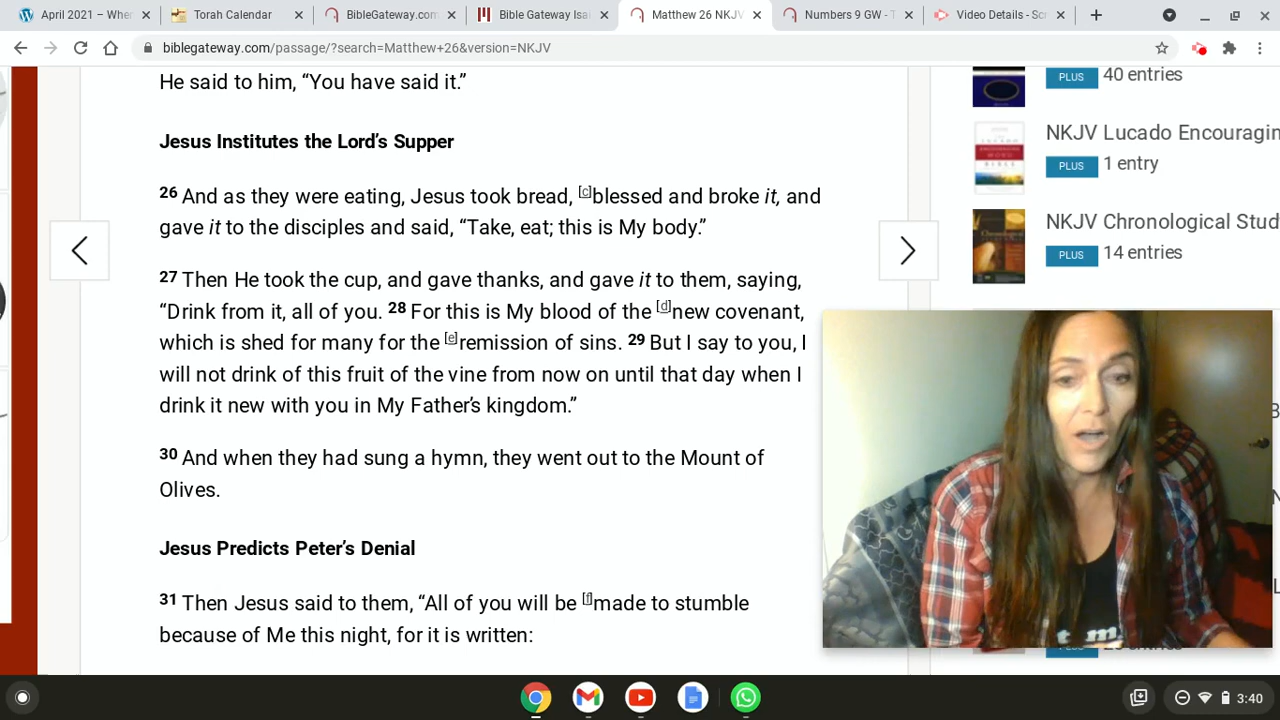 April 2021 – Wher
Torah Calendar
BibleGateway.com
Bible Gateway Isai
Matthew 26 NKJV
Numbers 9 GW - T
Video Details - Scr
biblegateway.com/passage/?search=Matthew+26&version=NKJV
He said to him, “You have said it.”
Jesus Institutes the Lord’s Supper
26 And as they were eating, Jesus took bread, [c]blessed and broke it, and
gave it to the disciples and said, “Take, eat; this is My body.”
27 Then He took the cup, and gave thanks, and gave it to them, saying,
“Drink from it, all of you. 28 For this is My blood of the [d]new covenant,
which is shed for many for the [e]remission of sins. 29 But I say to you, I
will not drink of this fruit of the vine from now on until that day when I
drink it new with you in My Father’s kingdom.”
30 And when they had sung a hymn, they went out to the Mount of
Olives.
Jesus Predicts Peter’s Denial
31 Then Jesus said to them, “All of you will be [f]made to stumble
because of Me this night, for it is written:
PLUS 40 entries
NKJV Lucado Encouragin
PLUS 1 entry
NKJV Chronological Stud
PLUS 14 entries
3:40